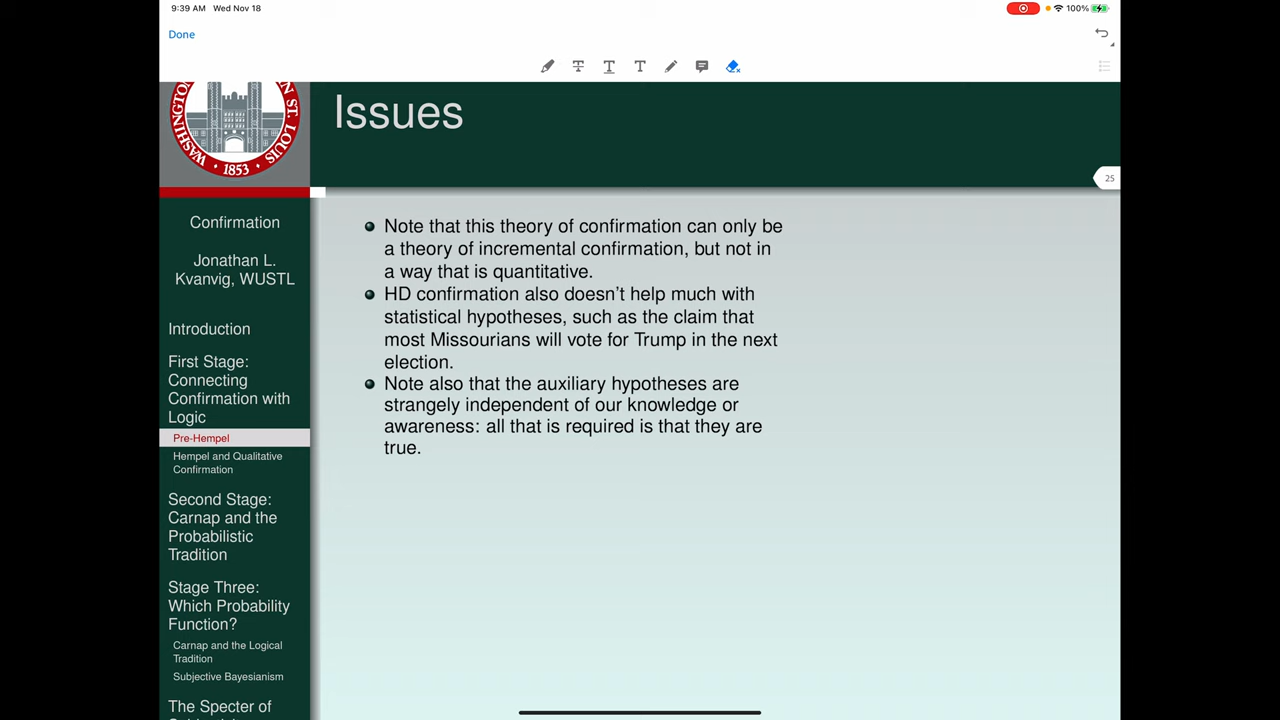 9:39 AM Wed Nov 18
100%
Done
T
T
T
WASHINGTON
IN ST. LOUIS
1853
Issues
25
Confirmation
Jonathan L.
Kvanvig, WUSTL
Introduction
First Stage:
Connecting
Confirmation with
Logic
Pre-Hempel
Hempel and Qualitative
Confirmation
Second Stage:
Carnap and the
Probabilistic
Tradition
Stage Three:
Which Probability
Function?
Carnap and the Logical
Tradition
Subjective Bayesianism
The Specter of
Note that this theory of confirmation can only be
a theory of incremental confirmation, but not in
a way that is quantitative.
HD confirmation also doesn't help much with
statistical hypotheses, such as the claim that
most Missourians will vote for Trump in the next
election.
Note also that the auxiliary hypotheses are
strangely independent of our knowledge or
awareness: all that is required is that they are
true.